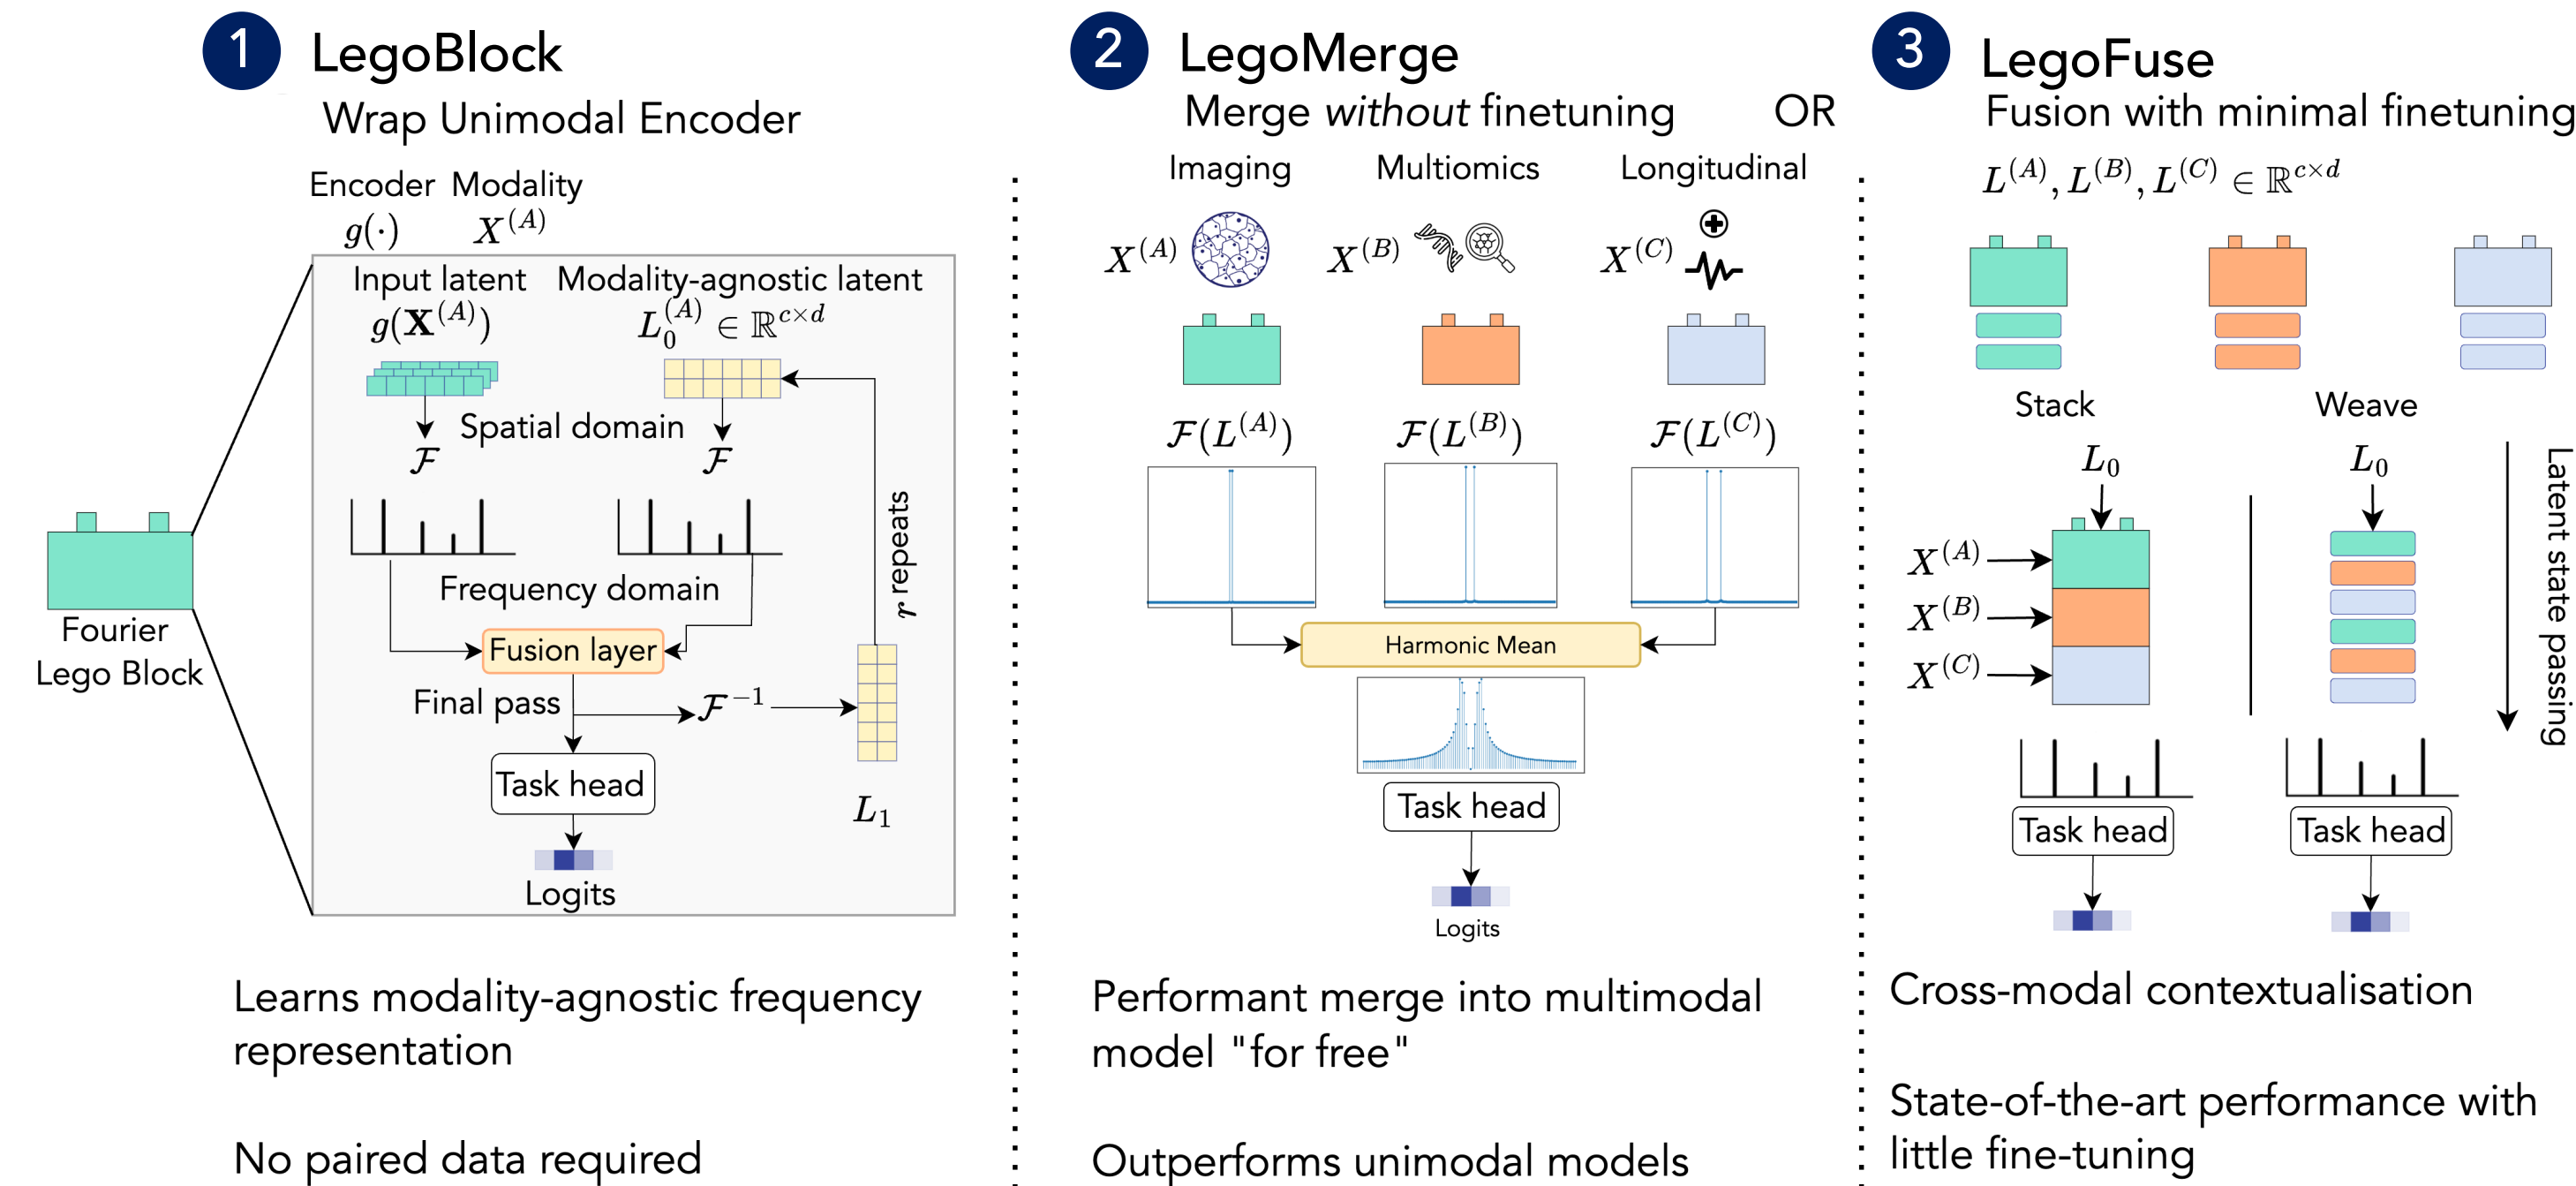 1 LegoBlock
Wrap Unimodal Encoder
Encoder Modality
g(·) X^(A)
Input latent Modality-agnostic latent
g(𝐗^(A)) L_0^(A) ∈ ℝ^{c×d}
Spatial domain
ℱ ℱ
Frequency domain
r repeats
Fusion layer
Final pass
ℱ^{-1}
Task head
L_1
Logits
Fourier
Lego Block
Learns modality-agnostic frequency
representation
No paired data required
2 LegoMerge
Merge without finetuning
OR
Imaging Multiomics Longitudinal
X^(A) X^(B) X^(C)
ℱ(L^(A)) ℱ(L^(B)) ℱ(L^(C))
Harmonic Mean
Task head
Logits
Performant merge into multimodal
model "for free"
Outperforms unimodal models
3 LegoFuse
Fusion with minimal finetuning
L^(A), L^(B), L^(C) ∈ ℝ^{c×d}
Stack Weave
L_0 L_0
X^(A)
X^(B)
X^(C)
Latent state passing
Task head Task head
Cross-modal contextualisation
State-of-the-art performance with
little fine-tuning